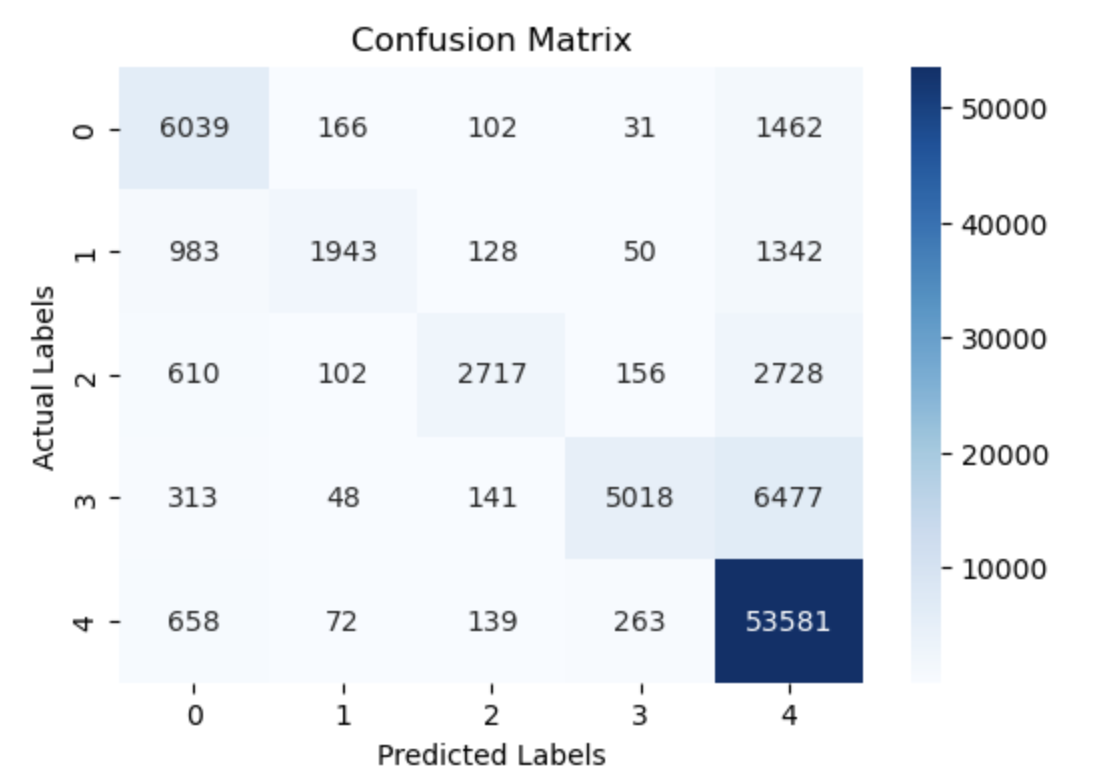 Confusion Matrix
0 6039 166 102 31 1462
1 983 1943 128 50 1342
2 610 102 2717 156 2728
3 313 48 141 5018 6477
4 658 72 139 263 53581
0 1 2 3 4
Predicted Labels
Actual Labels
50000
40000
30000
20000
10000